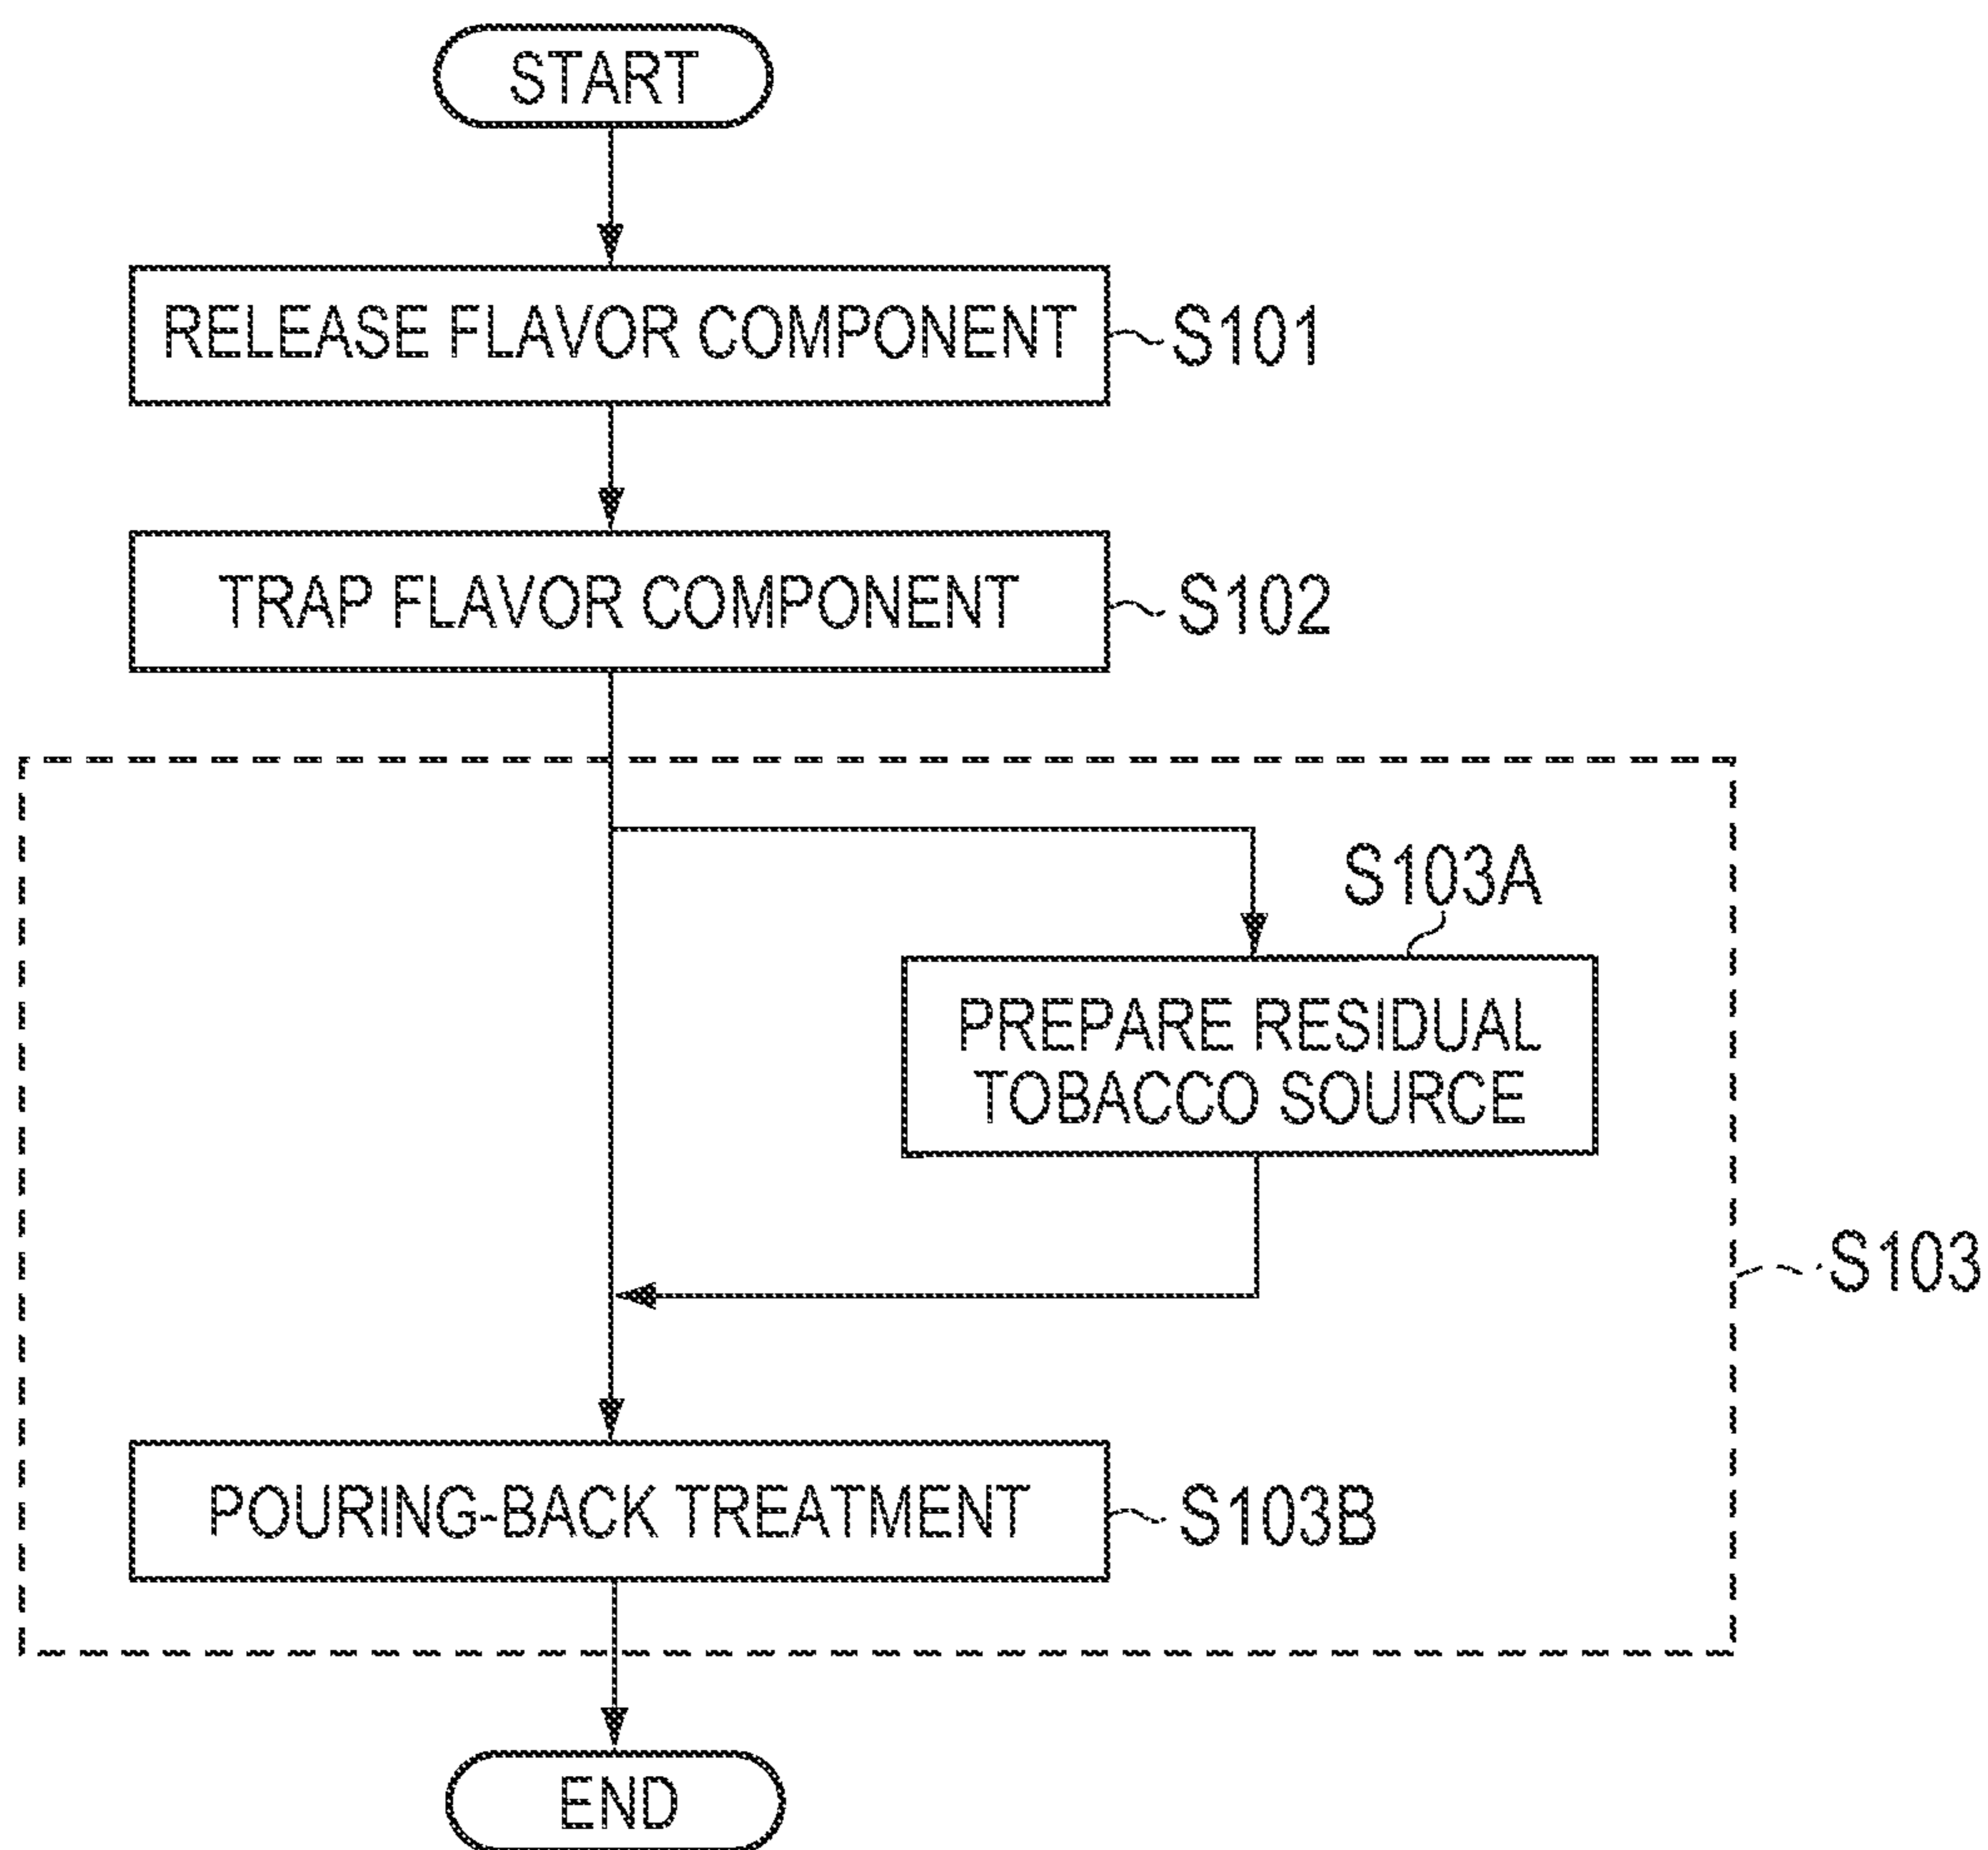 START
RELEASE FLAVOR COMPONENT
S101
TRAP FLAVOR COMPONENT
S102
S103A
PREPARE RESIDUAL
TOBACCO SOURCE
S103
POURING-BACK TREATMENT
S103B
END